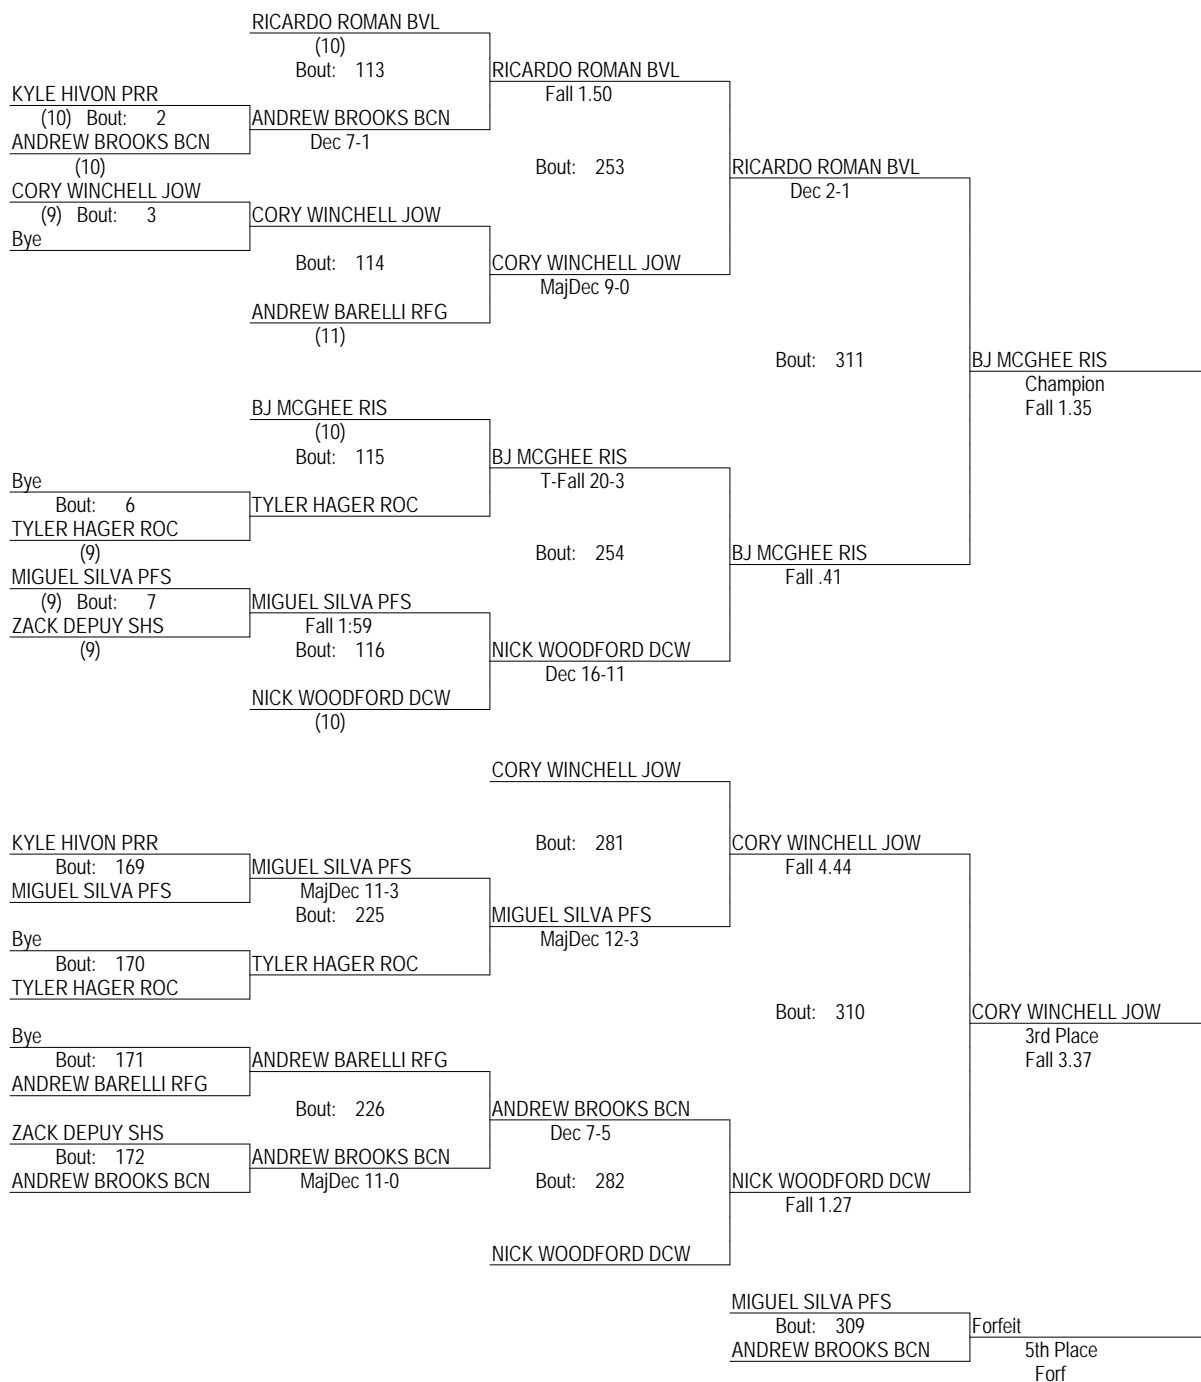 RICARDO ROMAN BVL
(10)
Bout: 113
RICARDO ROMAN BVL
Fall 1.50
KYLE HIVON PRR
(10) Bout: 2
ANDREW BROOKS BCN
Dec 7-1
ANDREW BROOKS BCN
(10)
Bout: 253
RICARDO ROMAN BVL
Dec 2-1
CORY WINCHELL JOW
(9) Bout: 3
CORY WINCHELL JOW
Bye
Bout: 114
CORY WINCHELL JOW
MajDec 9-0
ANDREW BARELLI RFG
(11)
Bout: 311
BJ MCGHEE RIS
Champion
Fall 1.35
BJ MCGHEE RIS
(10)
Bout: 115
BJ MCGHEE RIS
T-Fall 20-3
Bye
Bout: 6
TYLER HAGER ROC
TYLER HAGER ROC
(9)
Bout: 254
BJ MCGHEE RIS
Fall .41
MIGUEL SILVA PFS
(9) Bout: 7
MIGUEL SILVA PFS
Fall 1:59
ZACK DEPUY SHS
(9)
Bout: 116
NICK WOODFORD DCW
Dec 16-11
NICK WOODFORD DCW
(10)
CORY WINCHELL JOW
Bout: 281
CORY WINCHELL JOW
Fall 4.44
KYLE HIVON PRR
Bout: 169
MIGUEL SILVA PFS
MajDec 11-3
MIGUEL SILVA PFS
Bout: 225
MIGUEL SILVA PFS
MajDec 12-3
Bye
Bout: 170
TYLER HAGER ROC
TYLER HAGER ROC
Bout: 310
CORY WINCHELL JOW
3rd Place
Fall 3.37
Bye
Bout: 171
ANDREW BARELLI RFG
ANDREW BARELLI RFG
Bout: 226
ANDREW BROOKS BCN
Dec 7-5
ZACK DEPUY SHS
Bout: 172
ANDREW BROOKS BCN
MajDec 11-0
ANDREW BROOKS BCN
Bout: 282
NICK WOODFORD DCW
Fall 1.27
NICK WOODFORD DCW
MIGUEL SILVA PFS
Bout: 309
Forfeit
ANDREW BROOKS BCN
5th Place
Forf